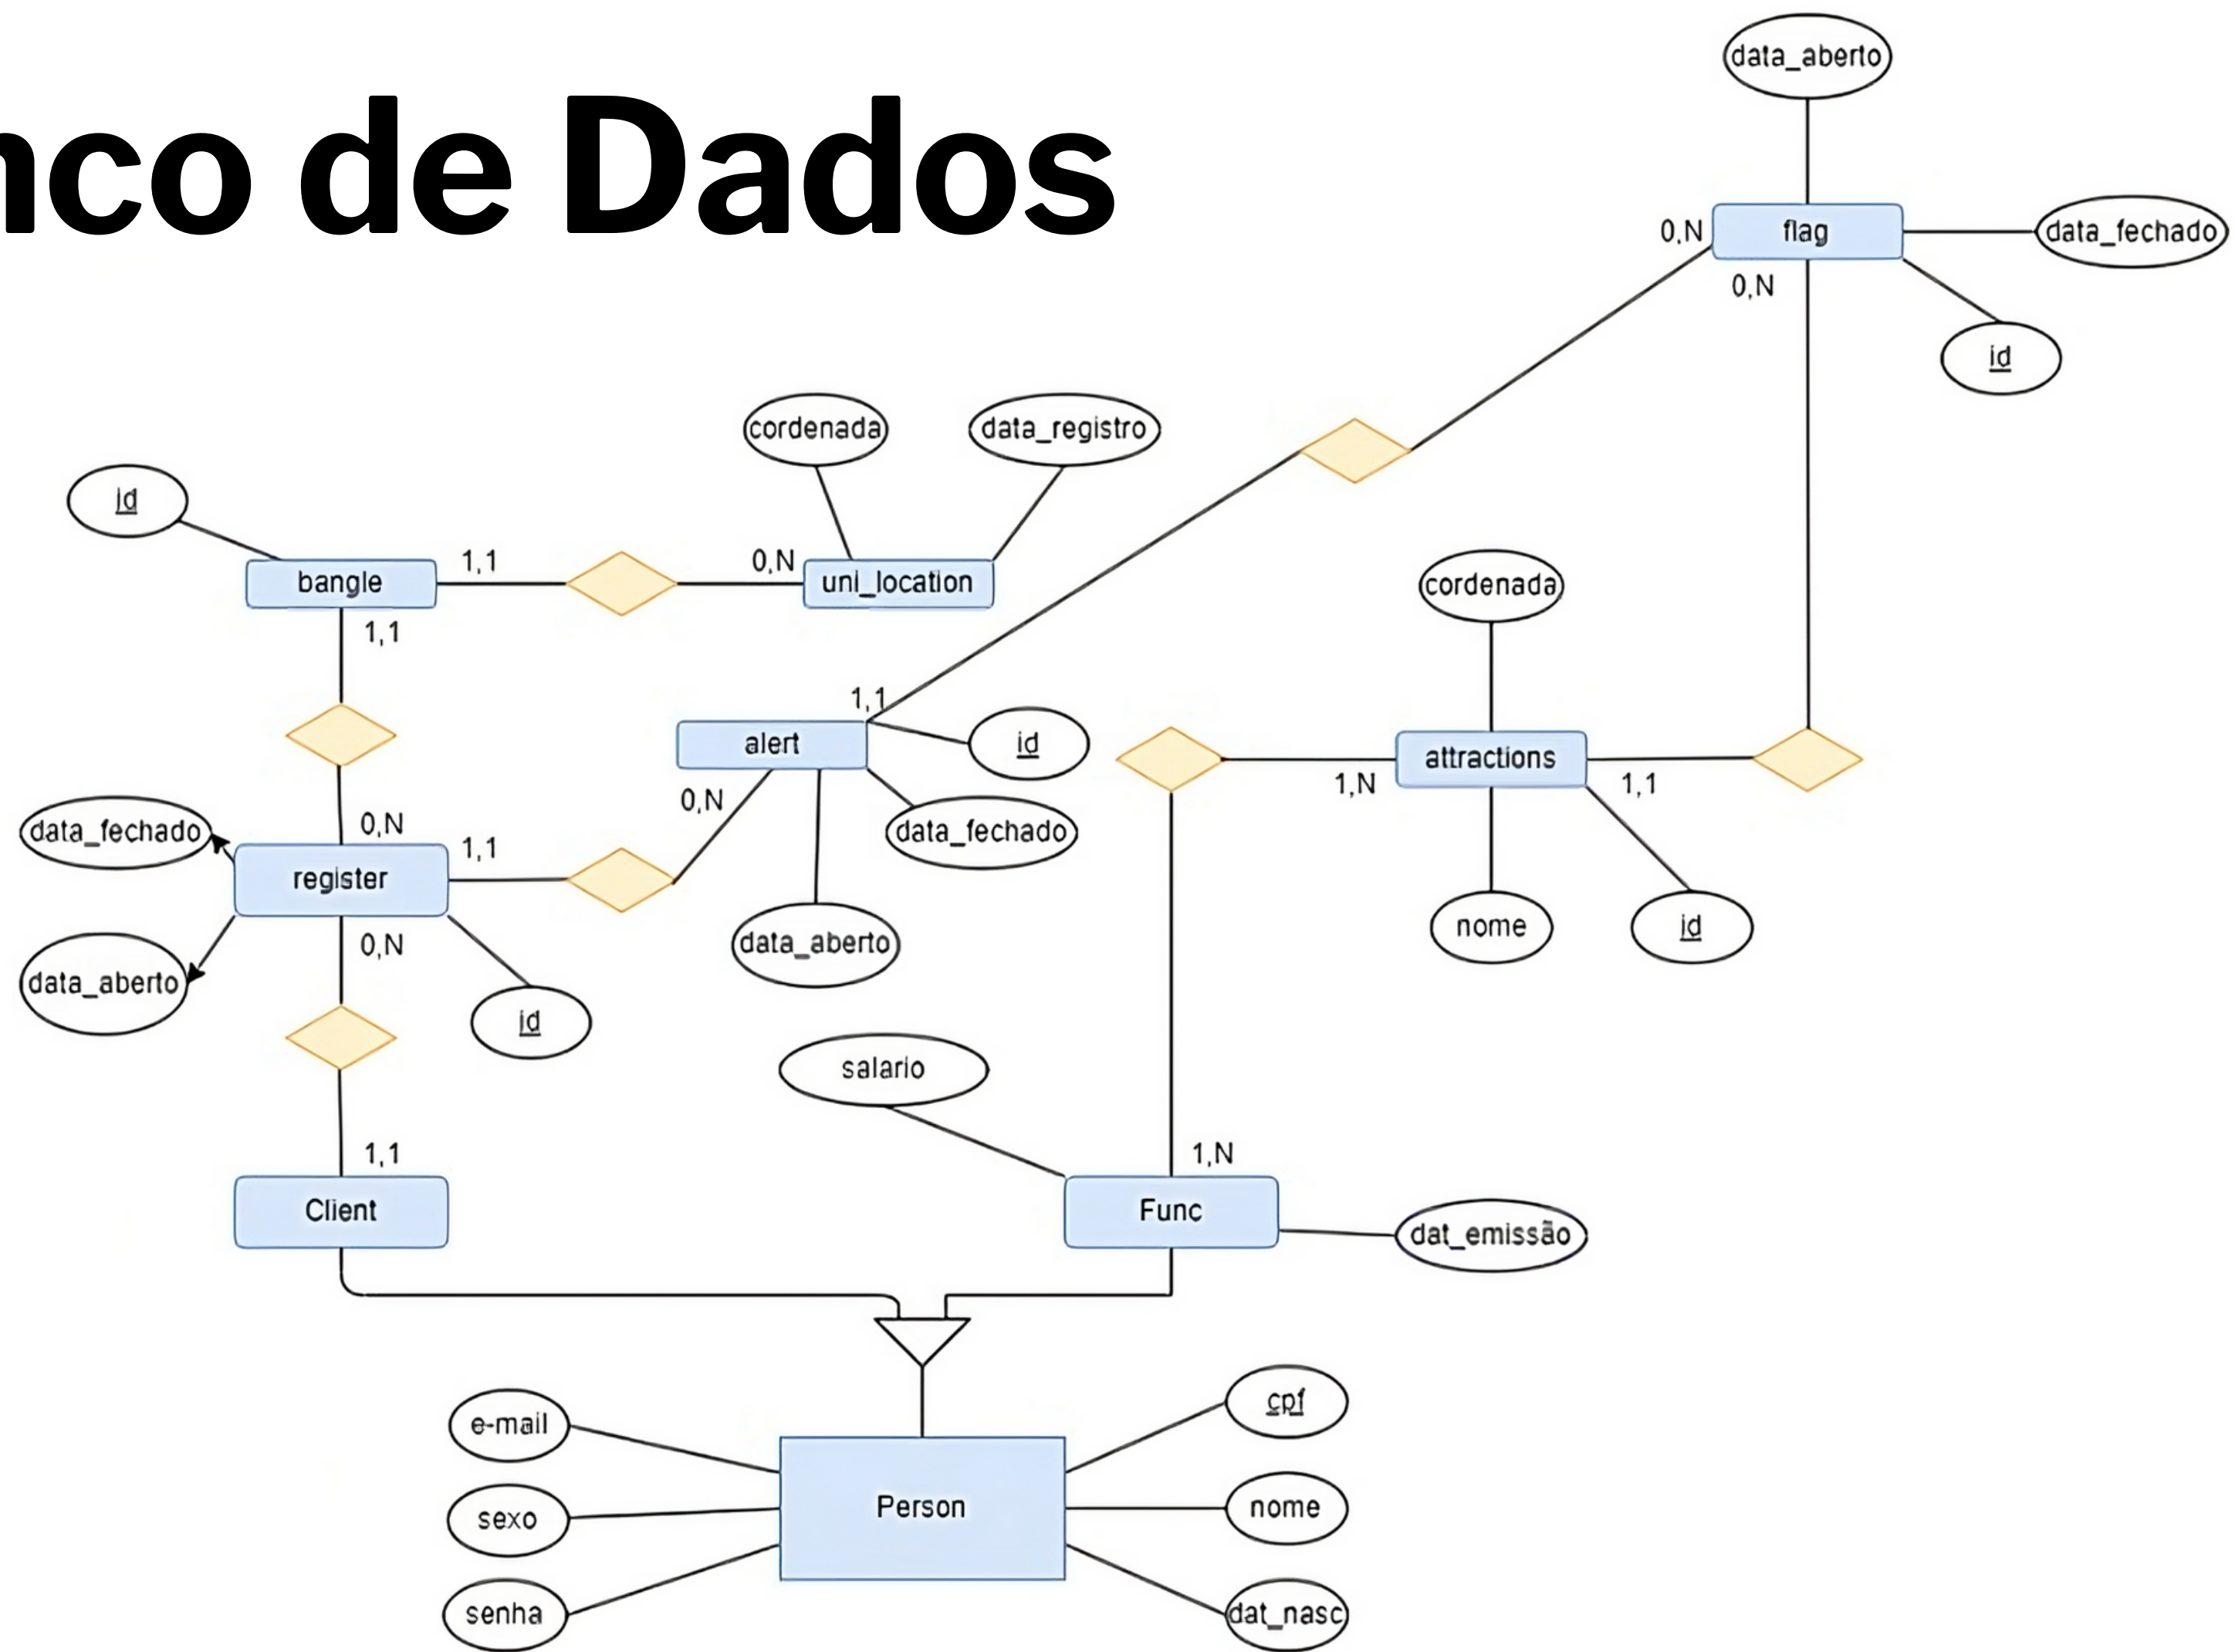 nco de Dados
data_aberto
0,N
flag
data_fechado
0,N
id
cordenada
data_registro
id
bangle
1,1
0,N
uni_location
1,1
cordenada
1,1
alert
id
attractions
1,N
1,1
0,N
data_fechado
data_fechado
0,N
1,1
register
nome
id
data_aberto
0,N
data_aberto
id
salario
1,1
1,N
Client
Func
dat_emissão
e-mail
cpf
sexo
Person
nome
senha
dat_nasc